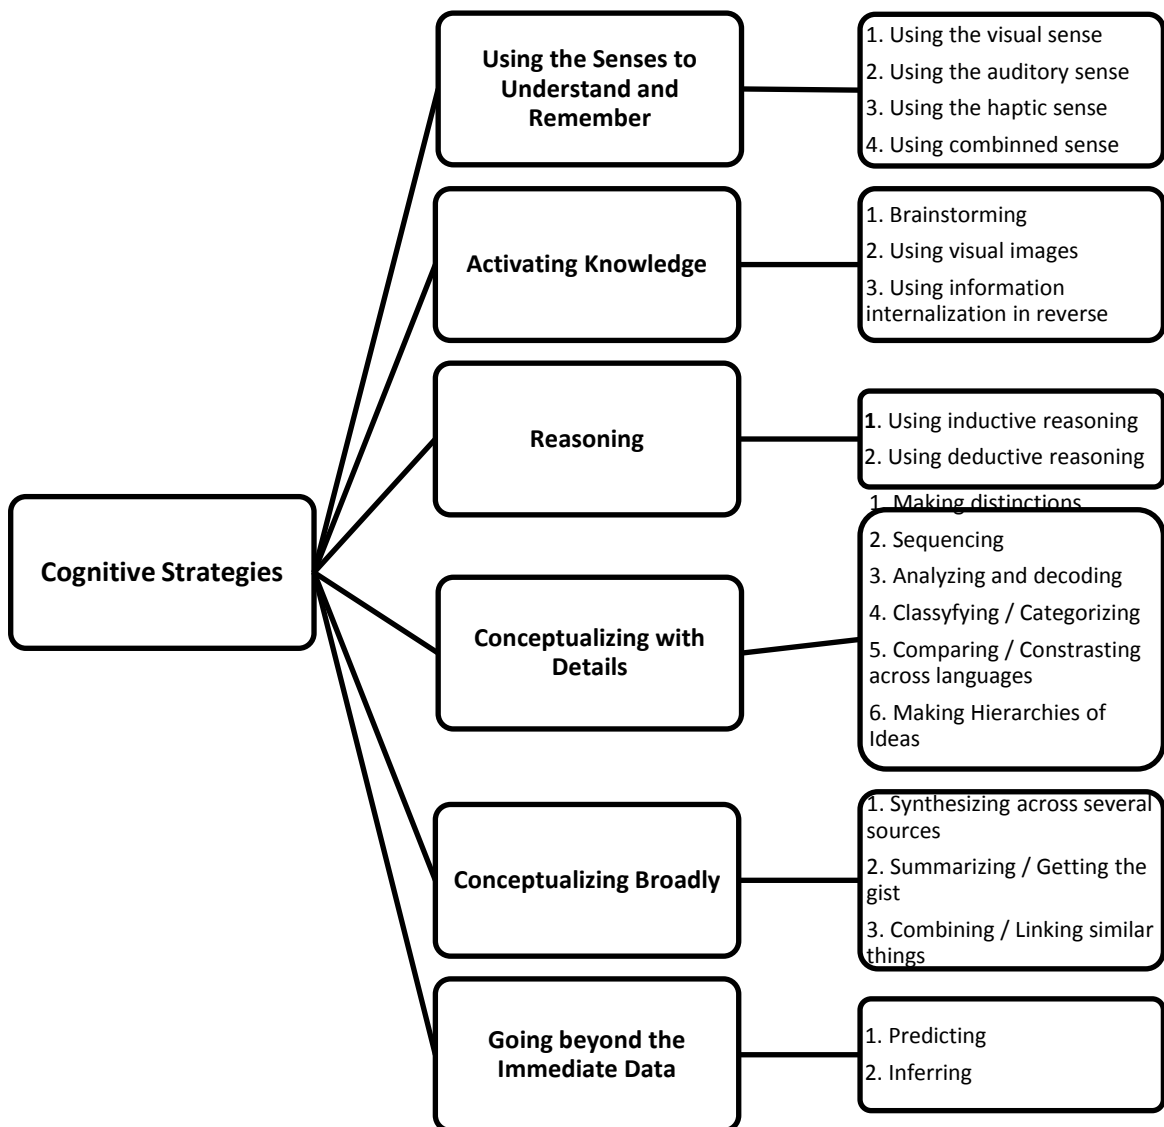 Using the Senses to
Understand and
Remember
1. Using the visual sense
2. Using the auditory sense
3. Using the haptic sense
4. Using combinned sense
Activating Knowledge
1. Brainstorming
2. Using visual images
3. Using information
internalization in reverse
Reasoning
1. Using inductive reasoning
2. Using deductive reasoning
Cognitive Strategies
Conceptualizing with
Details
1. Making distinctions
2. Sequencing
3. Analyzing and decoding
4. Classyfying / Categorizing
5. Comparing / Constrasting
across languages
6. Making Hierarchies of
Ideas
Conceptualizing Broadly
1. Synthesizing across several
sources
2. Summarizing / Getting the
gist
3. Combining / Linking similar
things
Going beyond the
Immediate Data
1. Predicting
2. Inferring